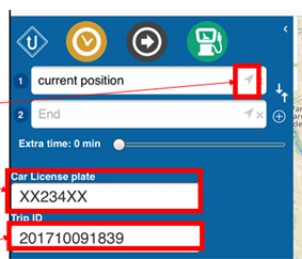 1 current position
2 End
Extra time: 0 min
Car License plate
XX234XX
Trip ID
201710091839